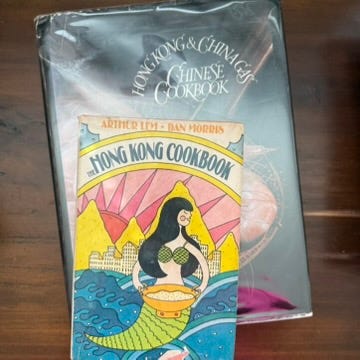 HONG KONG & CHINA GAS
CHINESE
COOKBOOK
ARTHUR LEM • DAN MORRIS
THE HONG KONG COOKBOOK